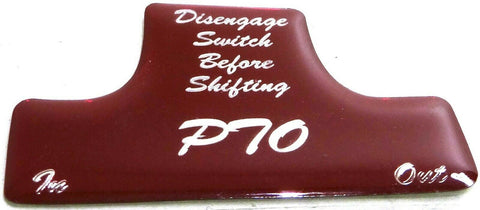 Disengage
Switch
Before
Shifting
PTO
In
Out